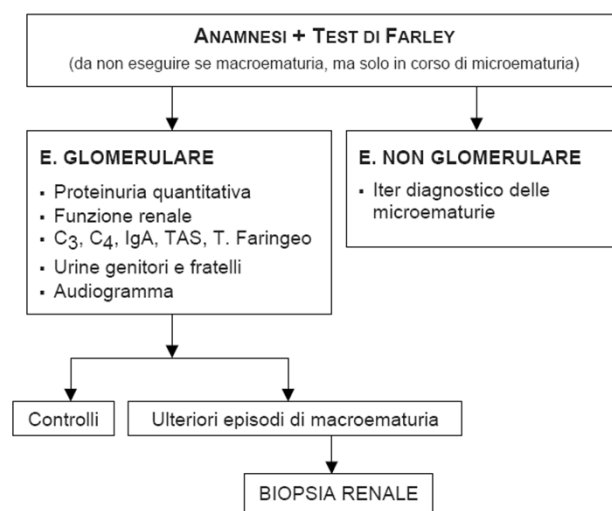 ANAMNESI + TEST DI FARLEY
(da non eseguire se macroematuria, ma solo in corso di microematuria)
E. GLOMERULARE
▪ Proteinuria quantitativa
▪ Funzione renale
▪ C3, C4, IgA, TAS, T. Faringeo
▪ Urine genitori e fratelli
▪ Audiogramma
E. NON GLOMERULARE
▪ Iter diagnostico delle
microematurie
Controlli
Ulteriori episodi di macroematuria
BIOPSIA RENALE